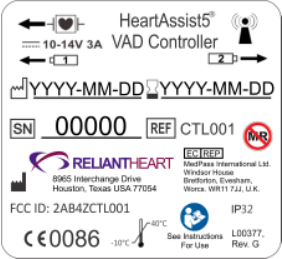 HeartAssist5®
10-14V 3A VAD Controller
1 2
YYYY-MM-DD YYYY-MM-DD
SN 00000 REF CTL001 MR
RELIANTHEART
8965 Interchange Drive
Houston, Texas USA 77054
EC REP
MedPass International Ltd.
Windsor House
Bretforton, Evesham,
Worcs. WR11 7JJ, U.K.
FCC ID: 2AB4ZCTL001
IP32
CE0086
-10°C 40°C
See Instructions
For Use
L00377,
Rev. G